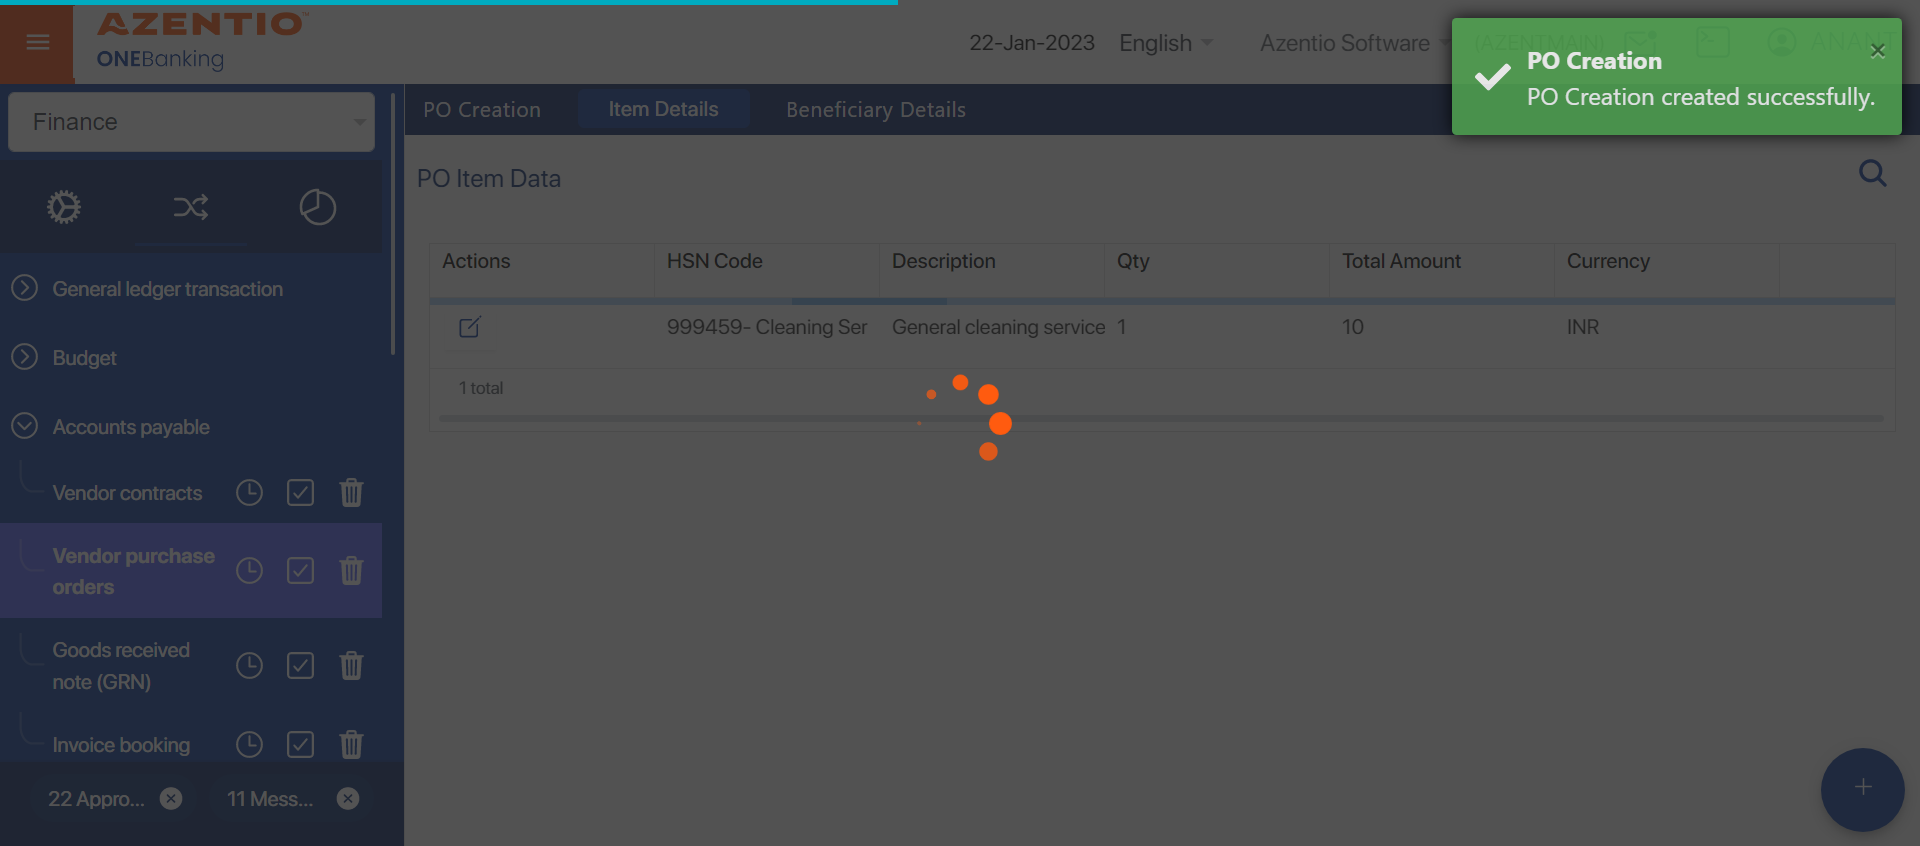 AZENTIO™
ONEBanking
22-Jan-2023
English
Azentio Software
(AZENTMAIN)
PO Creation
PO Creation created successfully.
×
Finance
PO Creation
Item Details
Beneficiary Details
PO Item Data
General ledger transaction
Budget
Accounts payable
Vendor contracts
Vendor purchase
orders
Goods received
note (GRN)
Invoice booking
22 Appro...
11 Mess...
Actions
HSN Code
Description
Qty
Total Amount
Currency
999459- Cleaning Ser
General cleaning service
1
10
INR
1 total
+